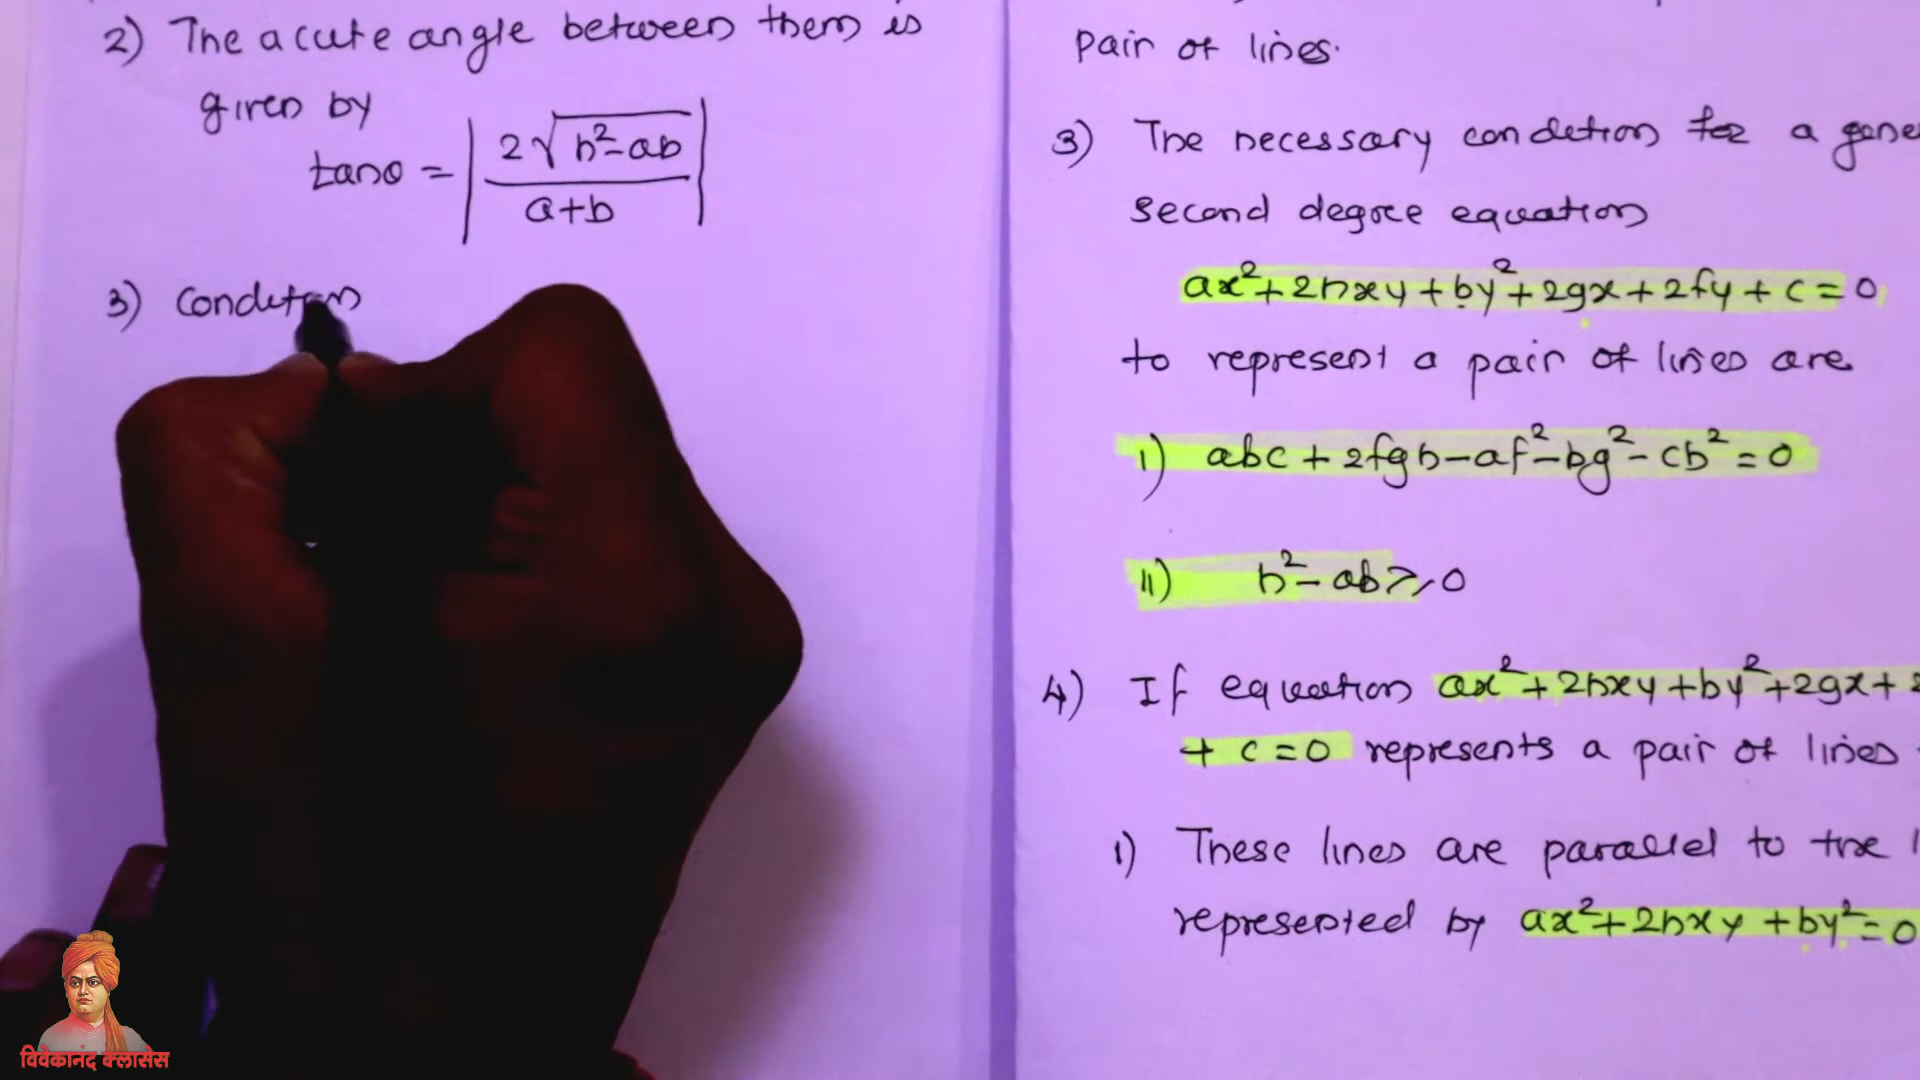 2) The acute angle between them is
given by
tanθ = | 2√(h²-ab) / a+b |
3) Condition
pair of lines.
3) The necessary condition for a gene
second degree equation
ax²+2hxy+by²+2gx+2fy+c=0
to represent a pair of lines are
i) abc+2fgh-af²-bg²-ch²=0
ii) h²-ab≥0
4) If equation ax²+2hxy+by²+2gx+2
+ c=0 represents a pair of lines
i) These lines are parallel to the l
represented by ax²+2hxy+by²=0
विवेकानंद क्लासेस